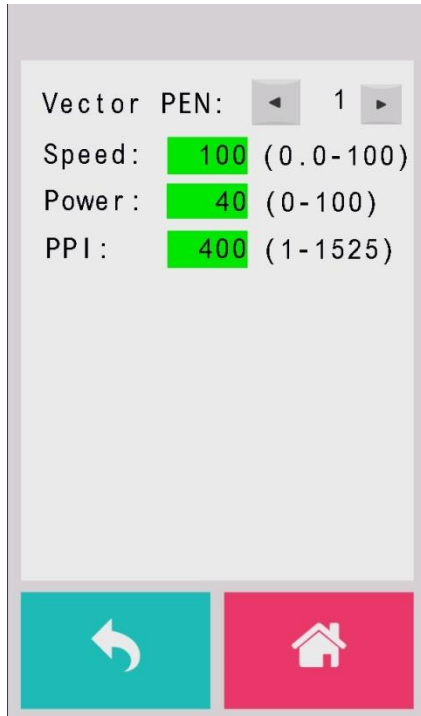 Vector PEN: 1
Speed: 100 (0.0-100)
Power: 40 (0-100)
PPI: 400 (1-1525)